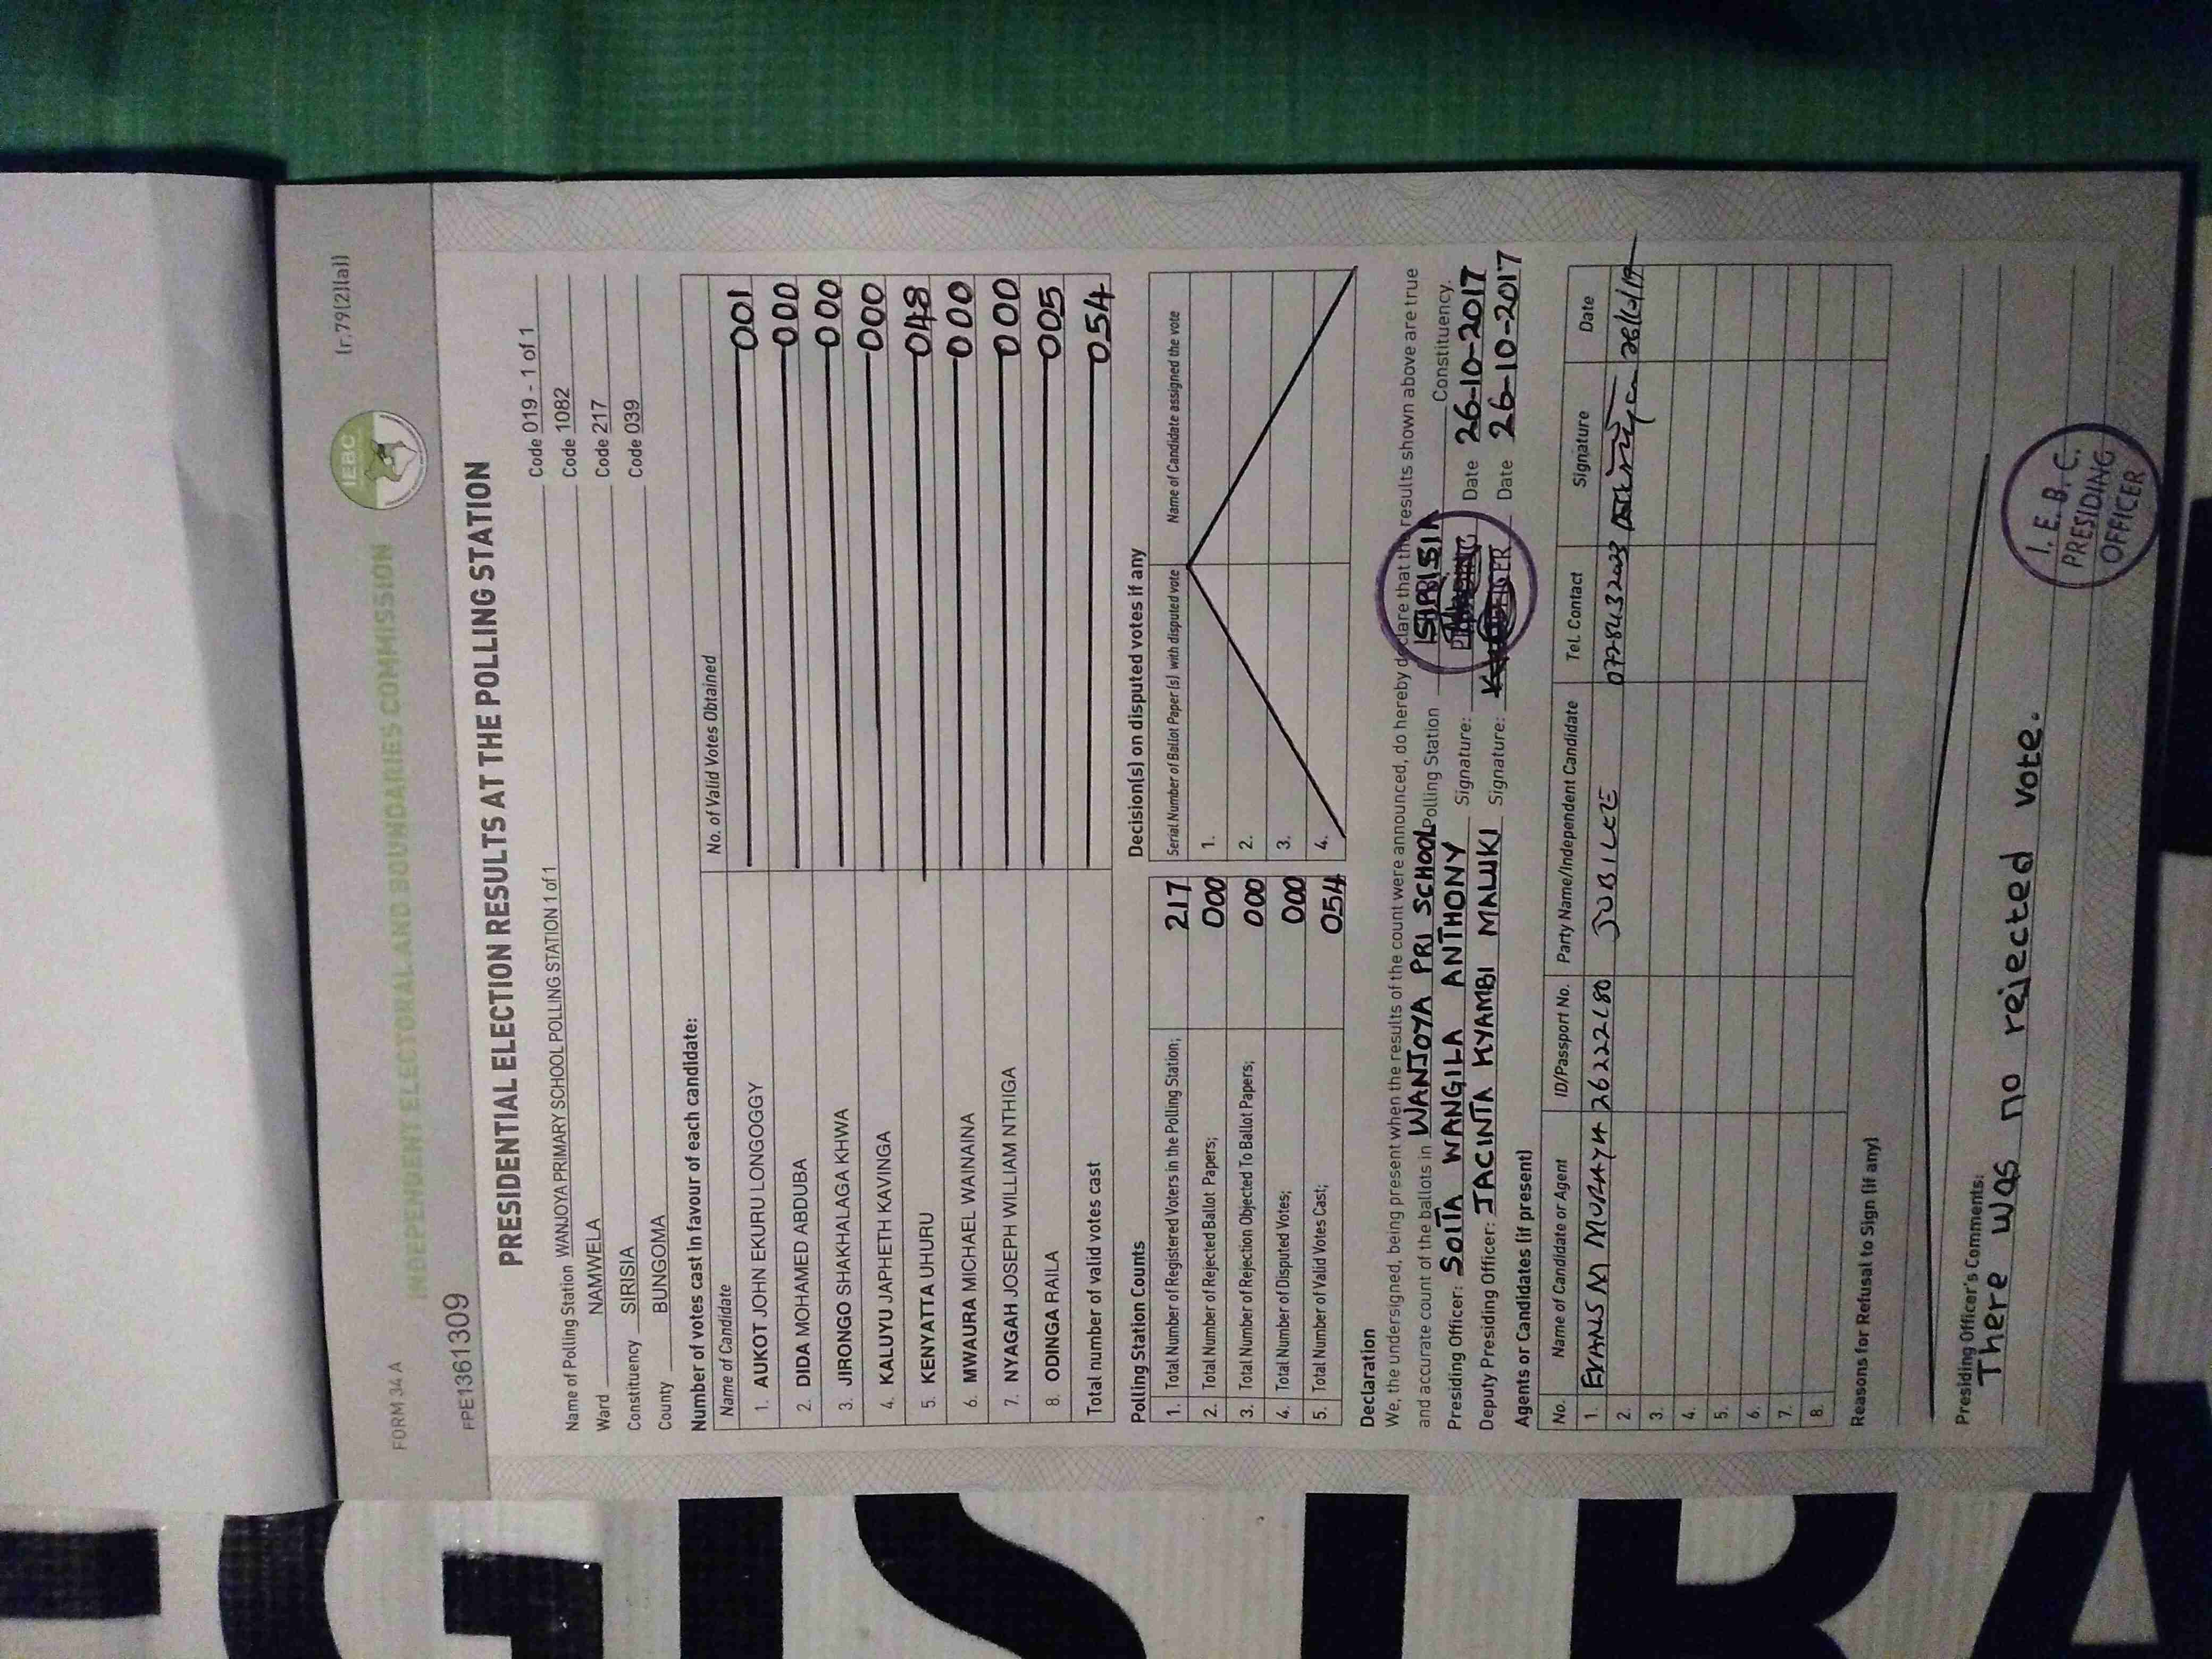 FORM 34 A
(r.79(2)(a))
IEBC
INDEPENDENT ELECTORAL AND BOUNDARIES COMMISSION
FPE1361309
PRESIDENTIAL ELECTION RESULTS AT THE POLLING STATION
Name of Polling Station WANJOYA PRIMARY SCHOOL POLLING STATION 1 of 1 Code 019 - 1 of 1
Ward NAMWELA Code 1082
Constituency SIRISIA Code 217
County BUNGOMA Code 039
Number of votes cast in favour of each candidate:
Name of Candidate No. of Valid Votes Obtained
1. AUKOT JOHN EKURU LONGOGGY 001
2. DIDA MOHAMED ABDUBA 000
3. JIRONGO SHAKHALAGA KHWA 000
4. KALUYU JAPHETH KAVINGA 000
5. KENYATTA UHURU 048
6. MWAURA MICHAEL WAINAINA 000
7. NYAGAH JOSEPH WILLIAM NTHIGA 000
8. ODINGA RAILA 005
Total number of valid votes cast 054
Polling Station Counts
1. Total Number of Registered Voters in the Polling Station; 217
2. Total Number of Rejected Ballot Papers; 000
3. Total Number of Rejection Objected To Ballot Papers; 000
4. Total Number of Disputed Votes; 000
5. Total Number of Valid Votes Cast; 054
Decision(s) on disputed votes if any
Serial Number of Ballot Paper(s) with disputed vote Name of Candidate assigned the vote
1.
2.
3.
4.
Declaration
We, the undersigned, being present when the results of the count were announced, do hereby declare that the results shown above are true
and accurate count of the ballots in WANJOYA PRI SCHOOL Polling Station SIRISIA Constituency.
Presiding Officer: SOITA WANGILA ANTHONY Signature: Date 26-10-2017
Deputy Presiding Officer: JACINTA KYAMBI MALUKI Signature: Date 26-10-2017
Agents or Candidates (if present)
No. Name of Candidate or Agent ID/Passport No. Party Name/Independent Candidate Tel. Contact Signature Date
1. EVANS M 26222180 JUBILEE
2.
3.
4.
5.
6.
7.
8.
Reasons for Refusal to Sign (if any)
Presiding Officer's Comments:
There was no rejected vote.
I.E.B.C.
PRESIDING
OFFICER